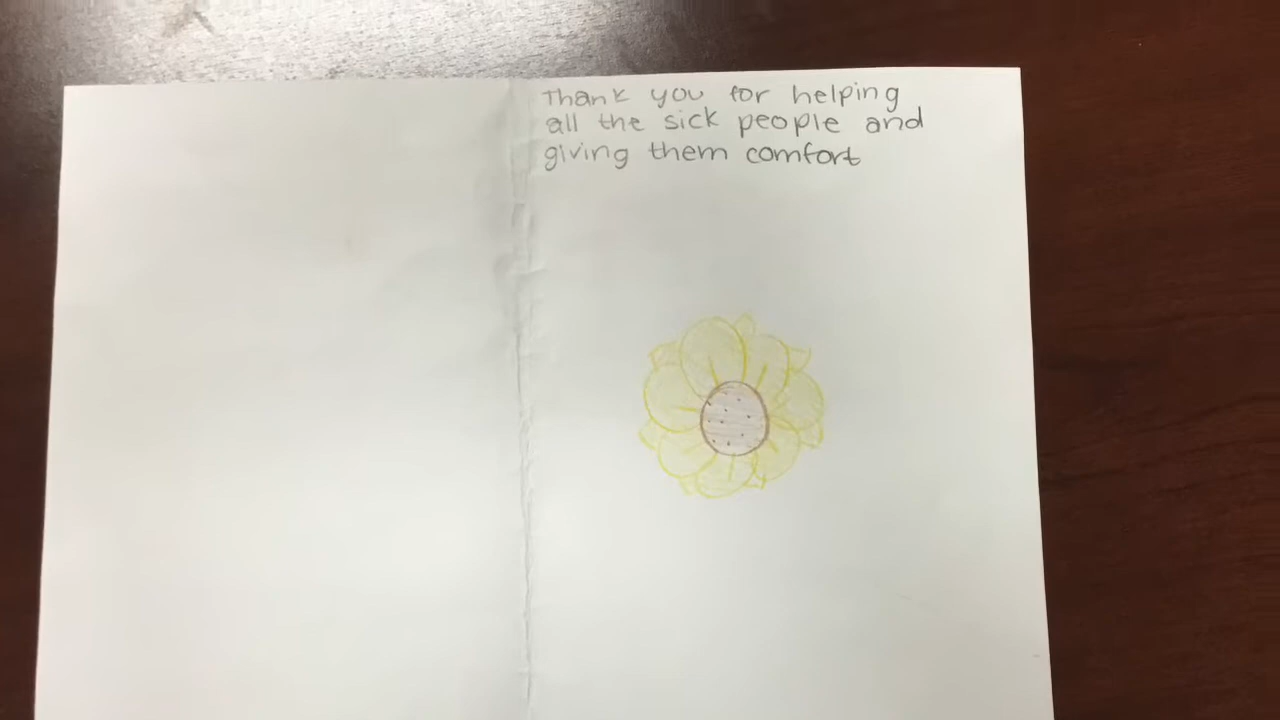 Thank you for helping
all the sick people and
giving them comfort